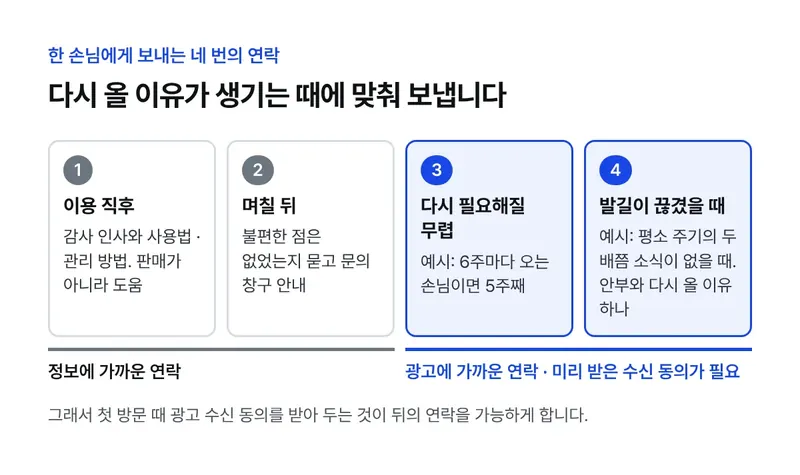 한 손님에게 보내는 네 번의 연락
다시 올 이유가 생기는 때에 맞춰 보냅니다
1
이용 직후
감사 인사와 사용법 ·
관리 방법. 판매가
아니라 도움
2
며칠 뒤
불편한 점은
없었는지 묻고 문의
창구 안내
3
다시 필요해질
무렵
예시: 6주마다 오는
손님이면 5주째
4
발길이 끊겼을 때
예시: 평소 주기의 두
배쯤 소식이 없을 때.
안부와 다시 올 이유
하나
정보에 가까운 연락
광고에 가까운 연락 · 미리 받은 수신 동의가 필요
그래서 첫 방문 때 광고 수신 동의를 받아 두는 것이 뒤의 연락을 가능하게 합니다.